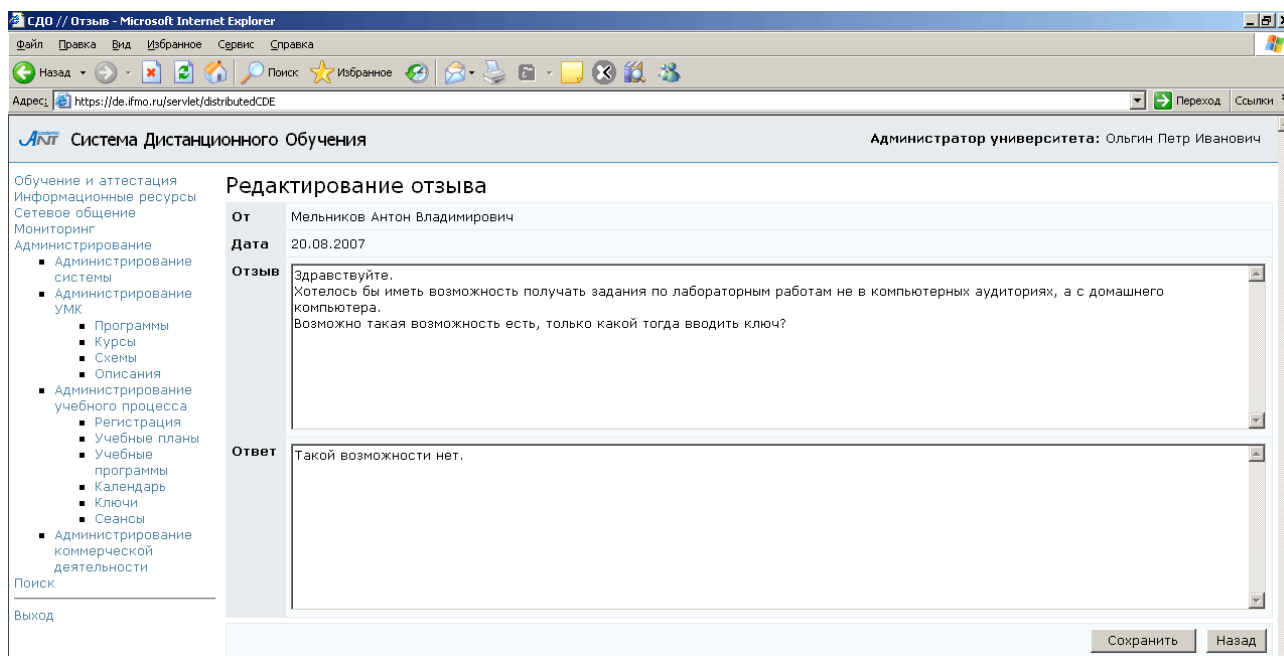 СДО // Отзыв - Microsoft Internet Explorer
Файл Правка Вид Избранное Сервис Справка
Назад Поиск Избранное
Адрес: https://de.ifmo.ru/servlet/distributedCDE Переход Ссылки
Academic ANT Система Дистанционного Обучения Администратор университета: Ольгин Петр Иванович
Обучение и аттестация
Информационные ресурсы
Сетевое общение
Мониторинг
Администрирование
Администрирование
системы
Администрирование
УМК
Программы
Курсы
Схемы
Описания
Администрирование
учебного процесса
Регистрация
Учебные планы
Учебные
программы
Календарь
Ключи
Сеансы
Администрирование
коммерческой
деятельности
Поиск
Выход
Редактирование отзыва
От Мельников Антон Владимирович
Дата 20.08.2007
Отзыв Здравствуйте.
Хотелось бы иметь возможность получать задания по лабораторным работам не в компьютерных аудиториях, а с домашнего
компьютера.
Возможно такая возможность есть, только какой тогда вводить ключ?
Ответ Такой возможности нет.
Сохранить Назад